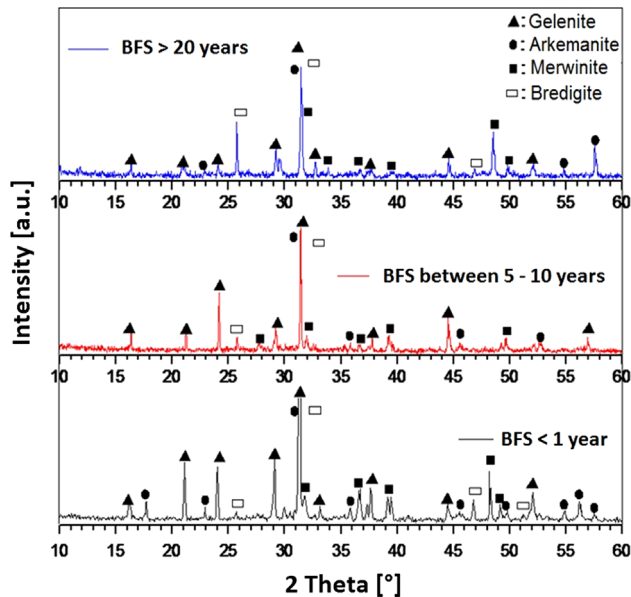 BFS > 20 years
▲: Gelenite
●: Arkemanite
■: Merwinite
▭: Bredigite
10 15 20 25 30 35 40 45 50 55 60
BFS between 5 - 10 years
10 15 20 25 30 35 40 45 50 55 60
BFS < 1 year
10 15 20 25 30 35 40 45 50 55 60
Intensity [a.u.]
2 Theta [°]